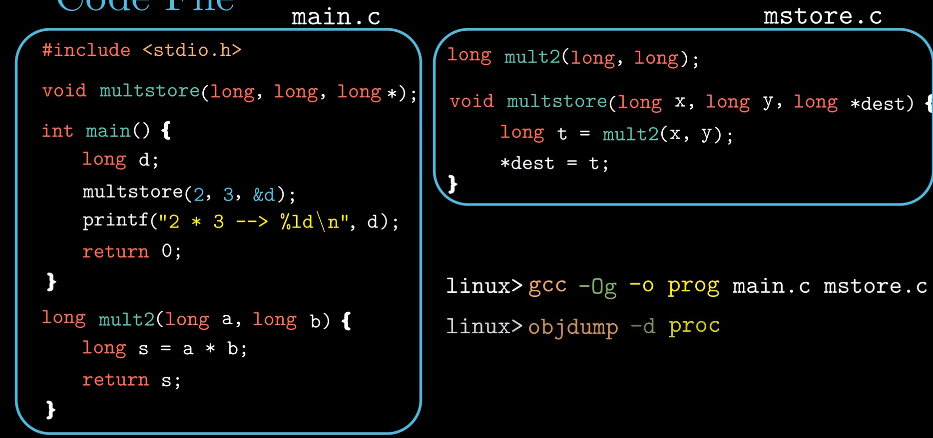 Code File
main.c
#include <stdio.h>
void multstore(long, long, long *);
int main() {
long d;
multstore(2, 3, &d);
printf("2 * 3 --> %ld\n", d);
return 0;
}
long mult2(long a, long b) {
long s = a * b;
return s;
}
mstore.c
long mult2(long, long);
void multstore(long x, long y, long *dest) {
long t = mult2(x, y);
*dest = t;
}
linux> gcc -Og -o prog main.c mstore.c
linux> objdump -d proc